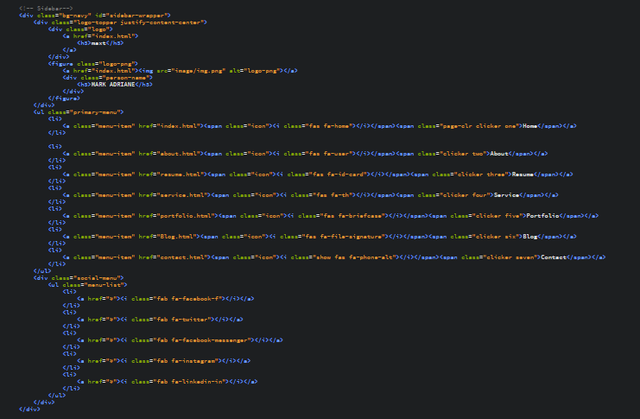 <!-- Sidebar-->
<div class="bg-navy" id="sidebar-wrapper">
<div class="logo-topper justify-content-center">
<div class="logo">
<a href="index.html">
<h3>maxt</h3>
</a>
</div>
<figure class="logo-png">
<a href="index.html"><img src="image/img.png" alt="logo-png"></a>
<div class="person-name">
<h3>MARK ADRIANE</h3>
</div>
</figure>
</div>
<ul class="primary-menu">
<li>
<a class="menu-item" href="index.html"><span class="icon"><i class="fas fa-home"></i></span><span class="page-clr clicker one">Home</span></a>
</li>
<li>
<a class="menu-item" href="about.html"><span class="icon"><i class="fas fa-user"></i></span><span class="clicker two">About</span></a>
</li>
<li>
<a class="menu-item" href="resume.html"><span class="icon"><i class="fas fa-id-card"></i></span><span class="clicker three">Resume</span></a>
</li>
<li>
<a class="menu-item" href="service.html"><span class="icon"><i class="fas fa-th"></i></span><span class="clicker four">Service</span></a>
</li>
<li>
<a class="menu-item" href="portfolio.html"><span class="icon"><i class="fas fa-briefcase"></i></span><span class="clicker five">Portfolio</span></a>
</li>
<li>
<a class="menu-item" href="Blog.html"><span class="icon"><i class="fas fa-file-signature"></i></span><span class="clicker six">Blog</span></a>
</li>
<li>
<a class="menu-item" href="contact.html"><span class="icon"><i class="show fas fa-phone-alt"></i></span><span class="clicker seven">Contact</span></a>
</li>
</ul>
<div class="social-menu">
<ul class="menu-list">
<li>
<a href="#"><i class="fab fa-facebook-f"></i></a>
</li>
<li>
<a href="#"><i class="fab fa-twitter"></i></a>
</li>
<li>
<a href="#"><i class="fab fa-facebook-messenger"></i></a>
</li>
<li>
<a href="#"><i class="fab fa-instagram"></i></a>
</li>
<li>
<a href="#"><i class="fab fa-linkedin-in"></i></a>
</li>
</ul>
</div>
</div>